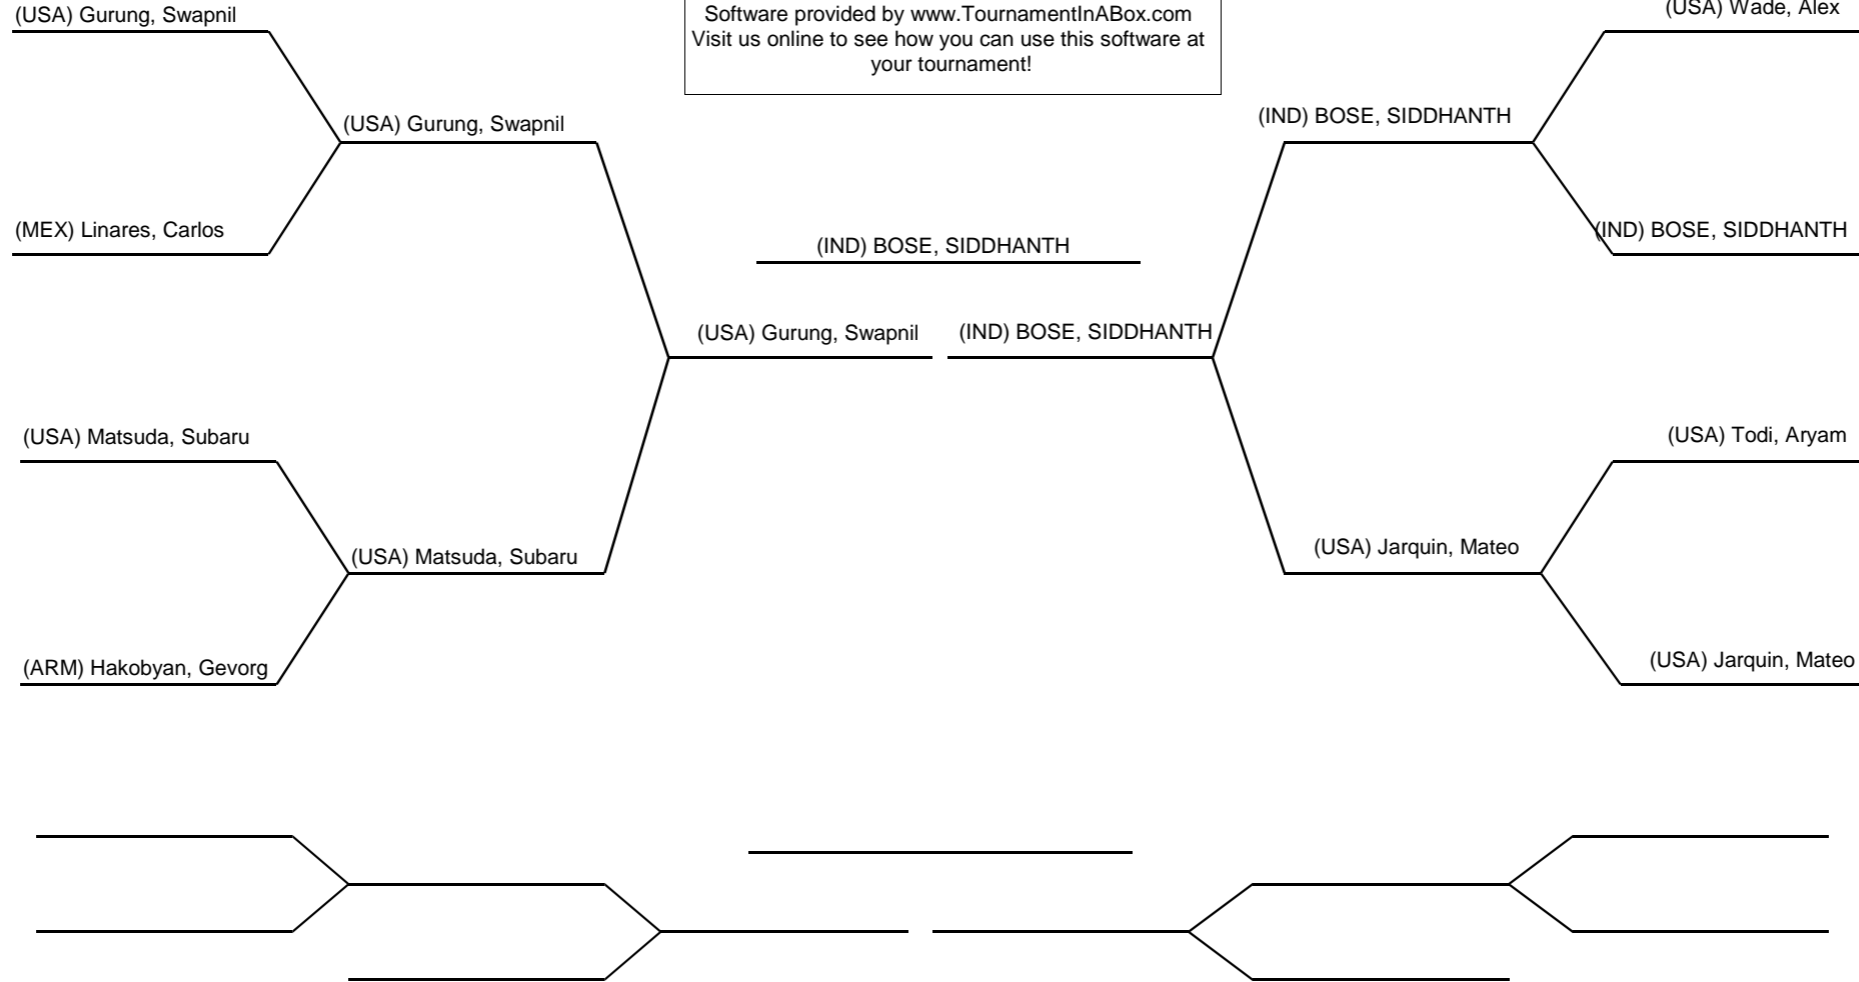 (USA) Gurung, Swapnil
Software provided by www.TournamentInABox.com
Visit us online to see how you can use this software at
your tournament!
(USA) Wade, Alex
(USA) Gurung, Swapnil
(IND) BOSE, SIDDHANTH
(MEX) Linares, Carlos
(IND) BOSE, SIDDHANTH
(IND) BOSE, SIDDHANTH
(USA) Gurung, Swapnil
(IND) BOSE, SIDDHANTH
(USA) Matsuda, Subaru
(USA) Todi, Aryam
(USA) Matsuda, Subaru
(USA) Jarquin, Mateo
(ARM) Hakobyan, Gevorg
(USA) Jarquin, Mateo